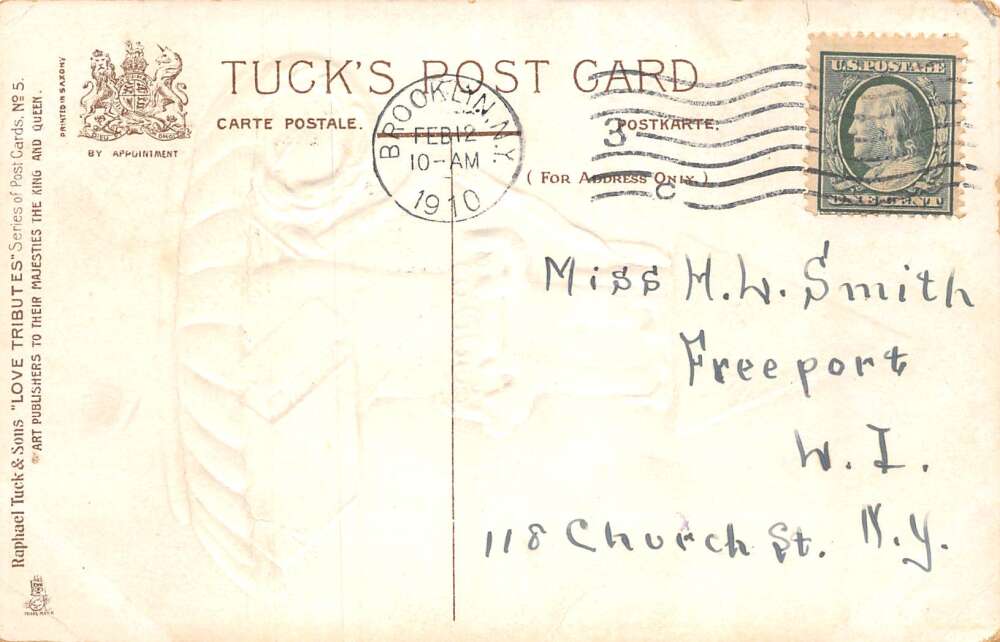 TUCK'S POST CARD
CARTE POSTALE.
POSTKARTE.
( FOR ADDRESS ONLY.)
BY APPOINTMENT
PRINTED IN SAXONY
Raphael Tuck & Sons "LOVE TRIBUTES" Series of Post Cards, No 5.
ART PUBLISHERS TO THEIR MAJESTIES THE KING AND QUEEN.
BROOKLYN, N.Y.
FEB 12
10-AM
1910
3
C
U.S. POSTAGE
ONE CENT
Miss H. W. Smith
Freeport
W. I.
118 Church St. N.Y.